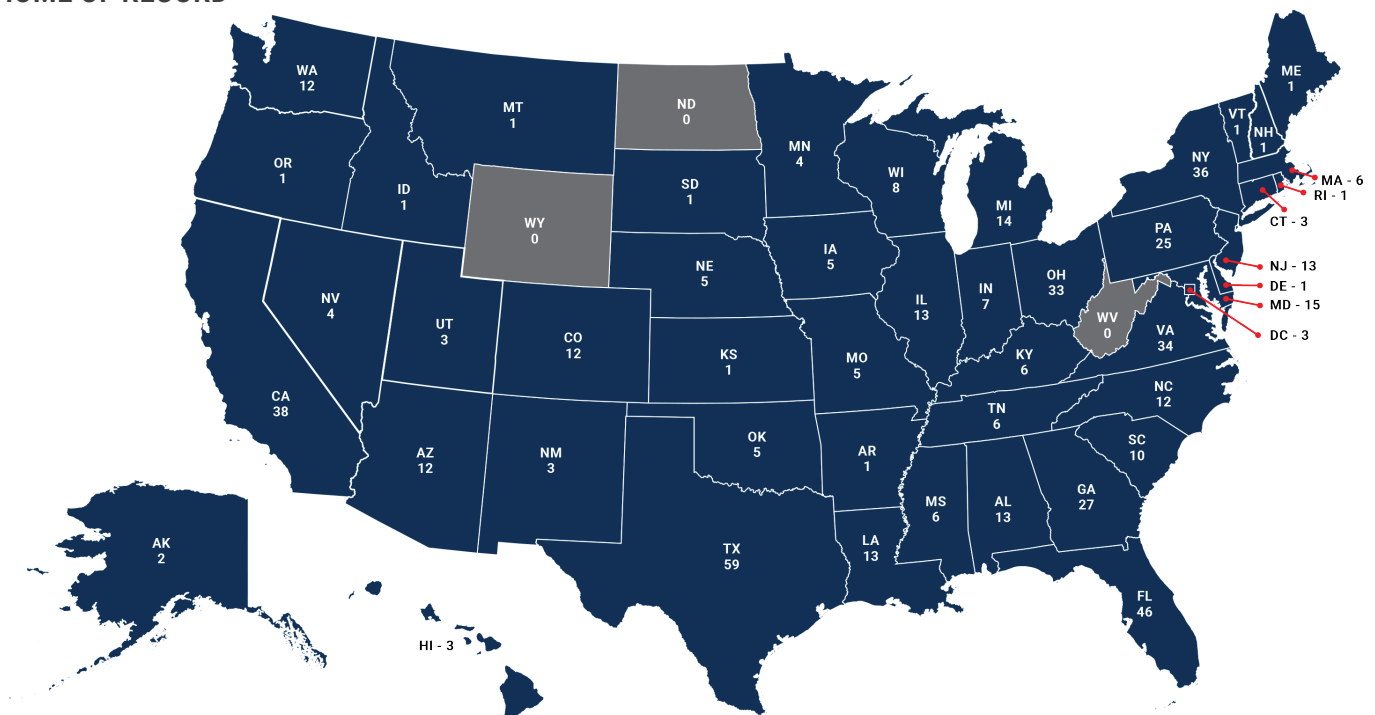 HOME OF RECORD
WA
12
MT
1
ND
0
MN
4
OR
1
ID
1
SD
1
WI
8
MI
14
NY
36
VT
1
NH
1
ME
1
MA - 6
RI - 1
CT - 3
WY
0
NE
5
IA
5
PA
25
NJ - 13
DE - 1
MD - 15
DC - 3
NV
4
UT
3
CO
12
KS
1
MO
5
IL
13
IN
7
OH
33
WV
0
VA
34
KY
6
CA
38
AZ
12
NM
3
OK
5
AR
1
TN
6
NC
12
SC
10
MS
6
AL
13
GA
27
LA
13
TX
59
FL
46
AK
2
HI - 3